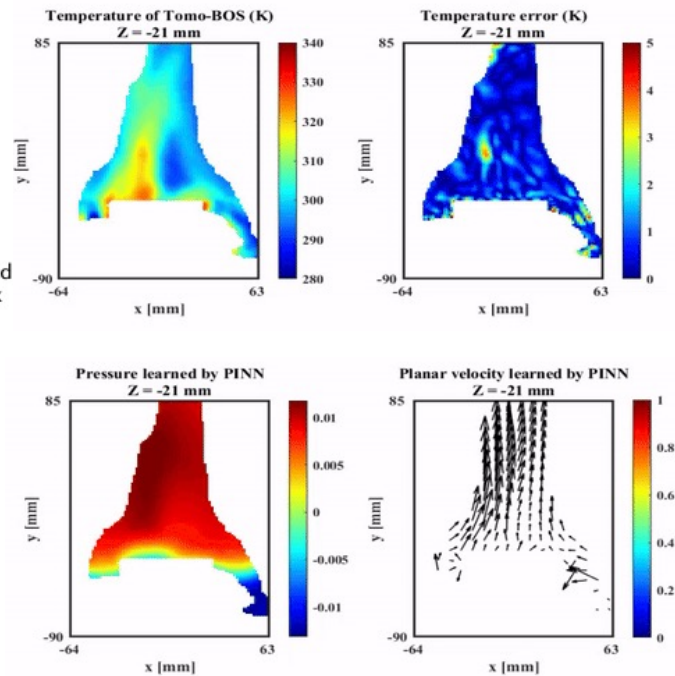 Temperature of Tomo-BOS (K)
Z = -21 mm
85
y [mm]
-90
-64
63
x [mm]
340
330
320
310
300
290
280
Temperature error (K)
Z = -21 mm
85
y [mm]
-90
-64
63
x [mm]
5
4
3
2
1
0
d
Pressure learned by PINN
Z = -21 mm
85
y [mm]
-90
-64
63
x [mm]
0.01
0.005
0
-0.005
-0.01
Planar velocity learned by PINN
Z = -21 mm
85
y [mm]
-90
-64
63
x [mm]
1
0.8
0.6
0.4
0.2
0